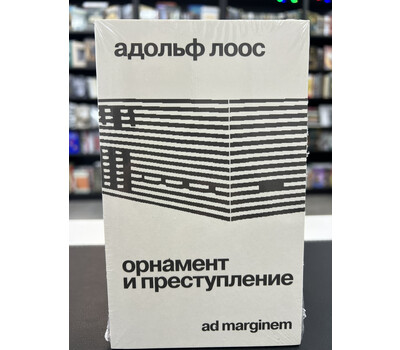 адольф лоос
орнамент
и преступление
ad marginem